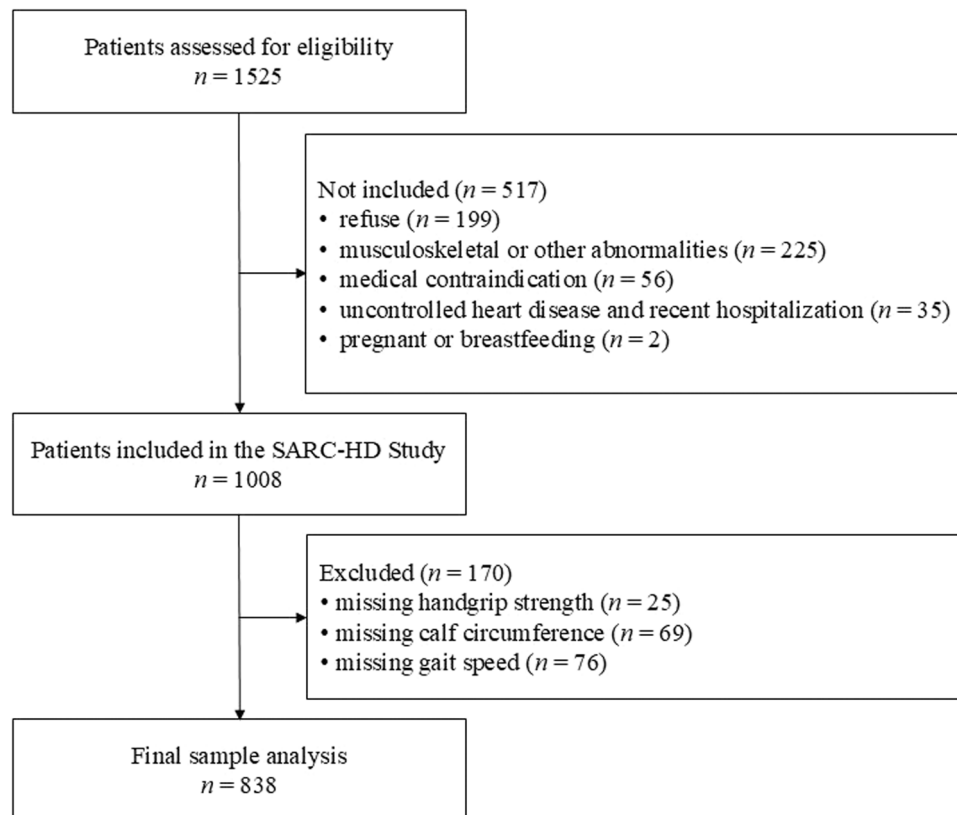 Patients assessed for eligibility
n = 1525
Not included (n = 517)
• refuse (n = 199)
• musculoskeletal or other abnormalities (n = 225)
• medical contraindication (n = 56)
• uncontrolled heart disease and recent hospitalization (n = 35)
• pregnant or breastfeeding (n = 2)
Patients included in the SARC-HD Study
n = 1008
Excluded (n = 170)
• missing handgrip strength (n = 25)
• missing calf circumference (n = 69)
• missing gait speed (n = 76)
Final sample analysis
n = 838